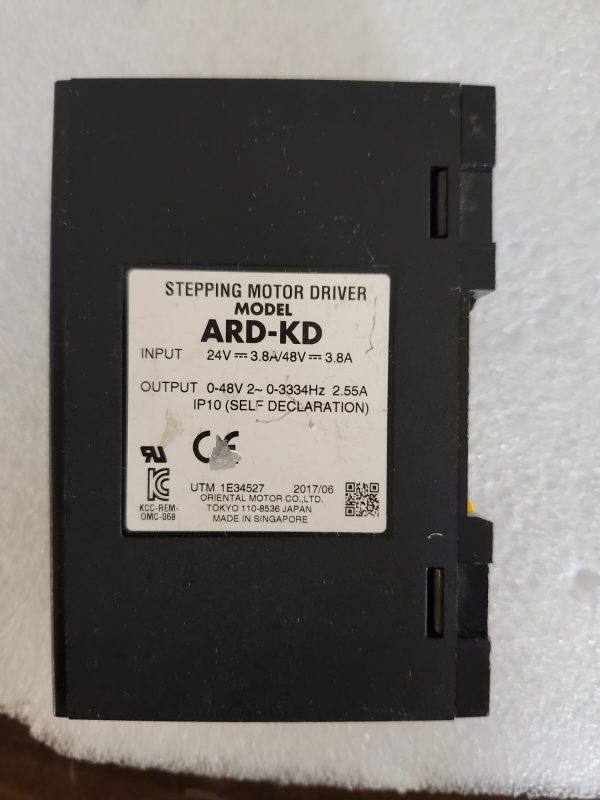 STEPPING MOTOR DRIVER
MODEL
ARD-KD
INPUT 24V ⎓ 3.8A/48V ⎓ 3.8A
OUTPUT 0-48V 2~ 0-3334Hz 2.55A
IP10 (SELF DECLARATION)
CE
UTM 1E34527 2017/06
ORIENTAL MOTOR CO.,LTD.
KCC-REM- TOKYO 110-8536 JAPAN
OMC-068 MADE IN SINGAPORE